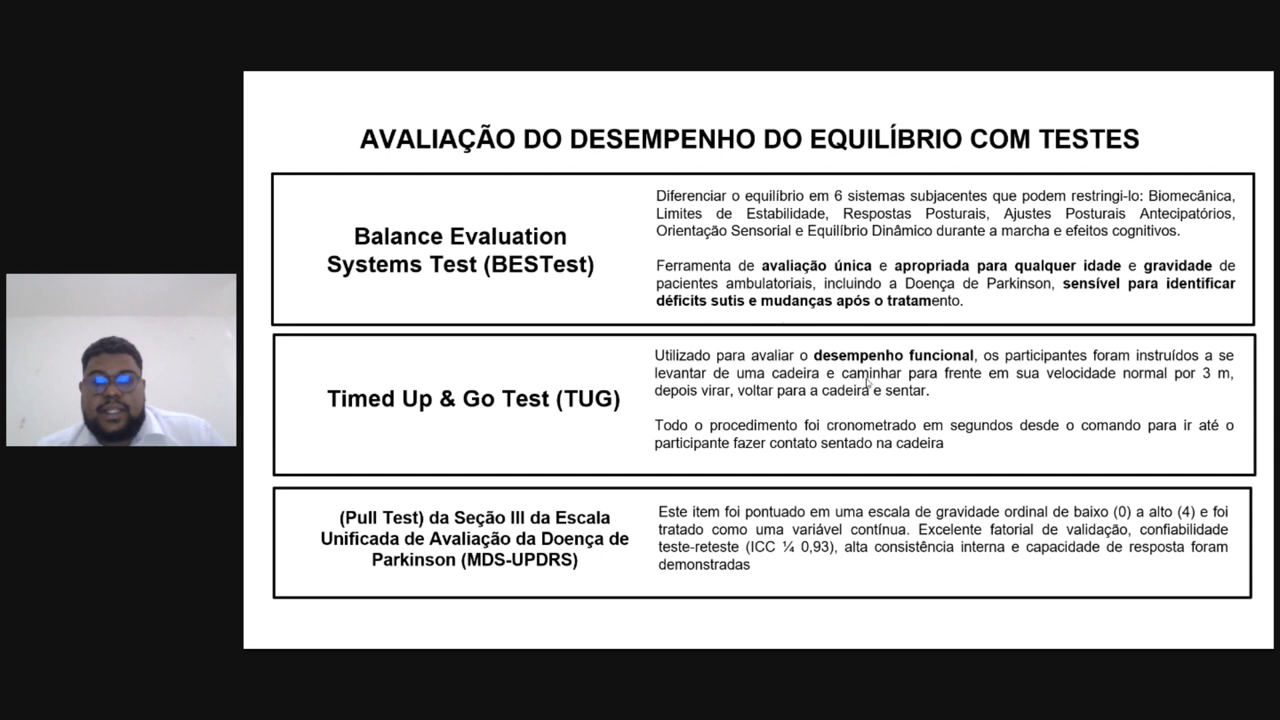 AVALIAÇÃO DO DESEMPENHO DO EQUILÍBRIO COM TESTES
Balance Evaluation
Systems Test (BESTest)
Diferenciar o equilíbrio em 6 sistemas subjacentes que podem restringi-lo: Biomecânica,
Limites de Estabilidade, Respostas Posturais, Ajustes Posturais Antecipatórios,
Orientação Sensorial e Equilíbrio Dinâmico durante a marcha e efeitos cognitivos.
Ferramenta de avaliação única e apropriada para qualquer idade e gravidade de
pacientes ambulatoriais, incluindo a Doença de Parkinson, sensível para identificar
déficits sutis e mudanças após o tratamento.
Timed Up & Go Test (TUG)
Utilizado para avaliar o desempenho funcional, os participantes foram instruídos a se
levantar de uma cadeira e caminhar para frente em sua velocidade normal por 3 m,
depois virar, voltar para a cadeira e sentar.
Todo o procedimento foi cronometrado em segundos desde o comando para ir até o
participante fazer contato sentado na cadeira
(Pull Test) da Seção III da Escala
Unificada de Avaliação da Doença de
Parkinson (MDS-UPDRS)
Este item foi pontuado em uma escala de gravidade ordinal de baixo (0) a alto (4) e foi
tratado como uma variável contínua. Excelente fatorial de validação, confiabilidade
teste-reteste (ICC ¼ 0,93), alta consistência interna e capacidade de resposta foram
demonstradas